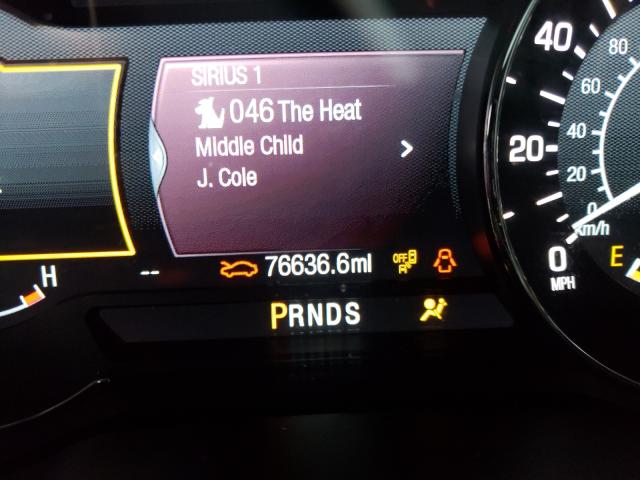 SIRIUS 1
046 The Heat
Middle Child
J. Cole
H
--
76636.6mi
OFF
A
PRNDS
40
20
0
MPH
80
60
40
20
0
km/h
E